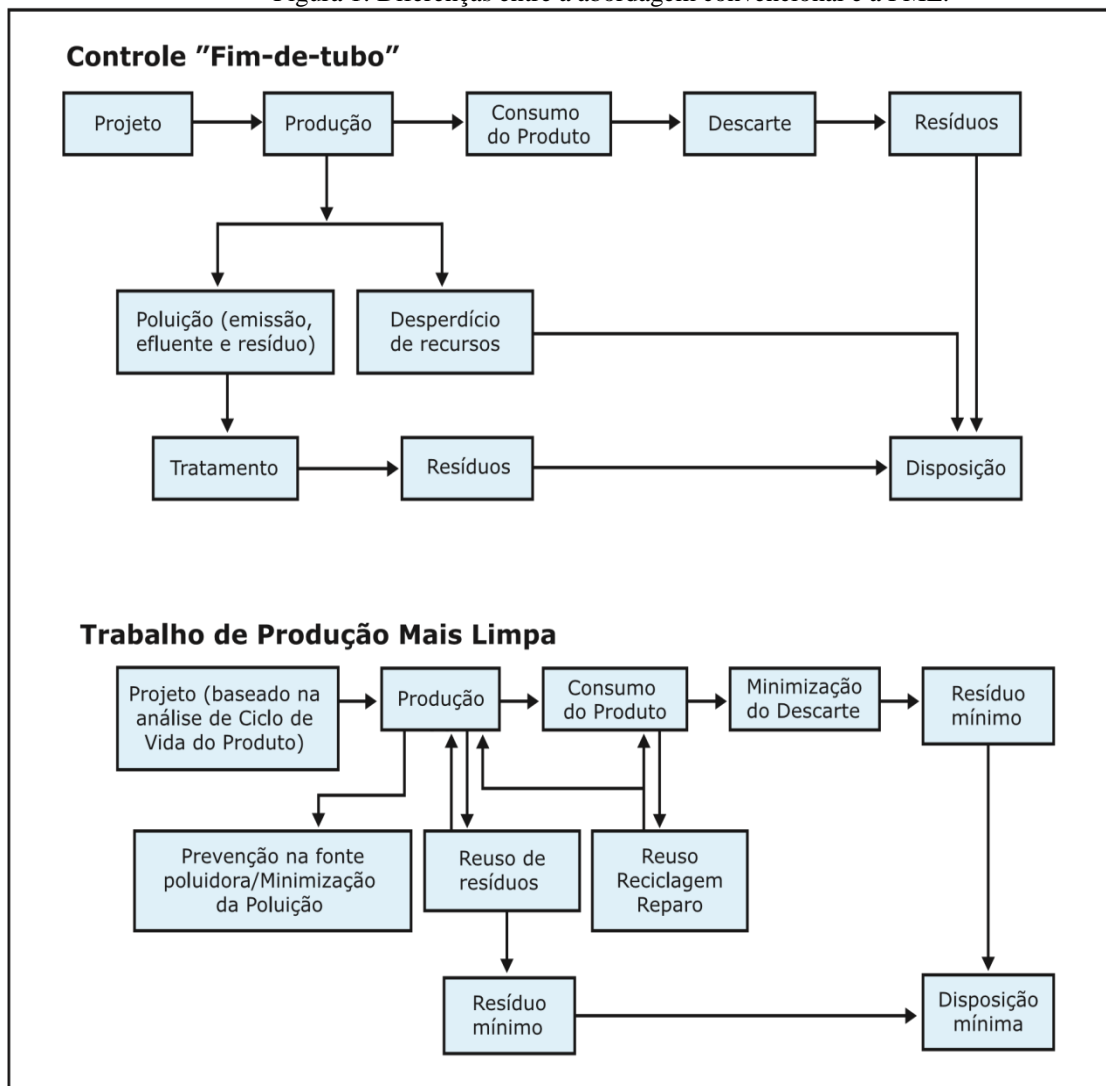 Figura 1: Diferenças entre a abordagem convencional e a PML.
Controle "Fim-de-tubo"
Projeto
Produção
Consumo
do Produto
Descarte
Resíduos
Poluição (emissão,
efluente e resíduo)
Desperdício
de recursos
Tratamento
Resíduos
Disposição
Trabalho de Produção Mais Limpa
Projeto (baseado na
análise de Ciclo de
Vida do Produto)
Produção
Consumo
do Produto
Minimização
do Descarte
Resíduo
mínimo
Prevenção na fonte
poluidora/Minimização
da Poluição
Reuso de
resíduos
Reuso
Reciclagem
Reparo
Resíduo
mínimo
Disposição
mínima